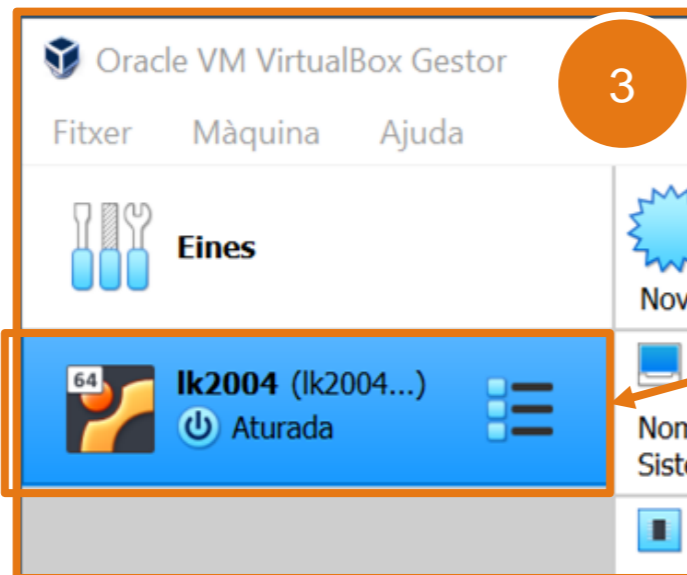 Oracle VM VirtualBox Gestor
3
Fitxer Màquina Ajuda
Eines
Nov
64
lk2004 (lk2004...)
Aturada
Nom
Siste